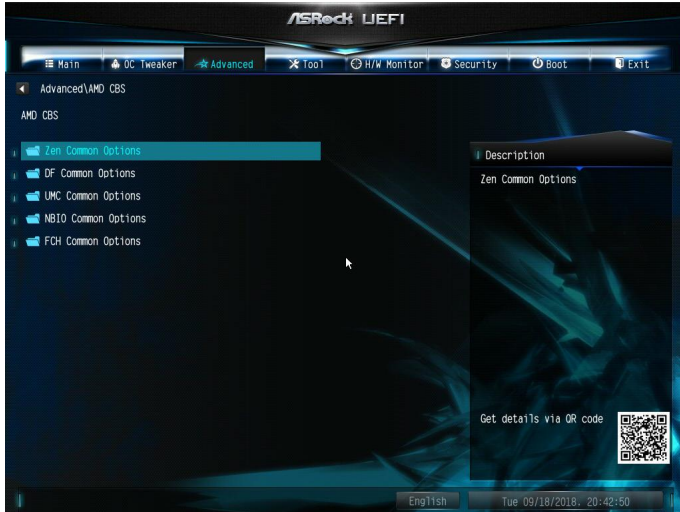 ASRock UEFI
Main OC Tweaker Advanced Tool H/W Monitor Security Boot Exit
Advanced\AMD CBS
AMD CBS
Zen Common Options
DF Common Options
UMC Common Options
NBIO Common Options
FCH Common Options
Description
Zen Common Options
Get details via QR code
English
Tue 09/18/2018. 20:42:50